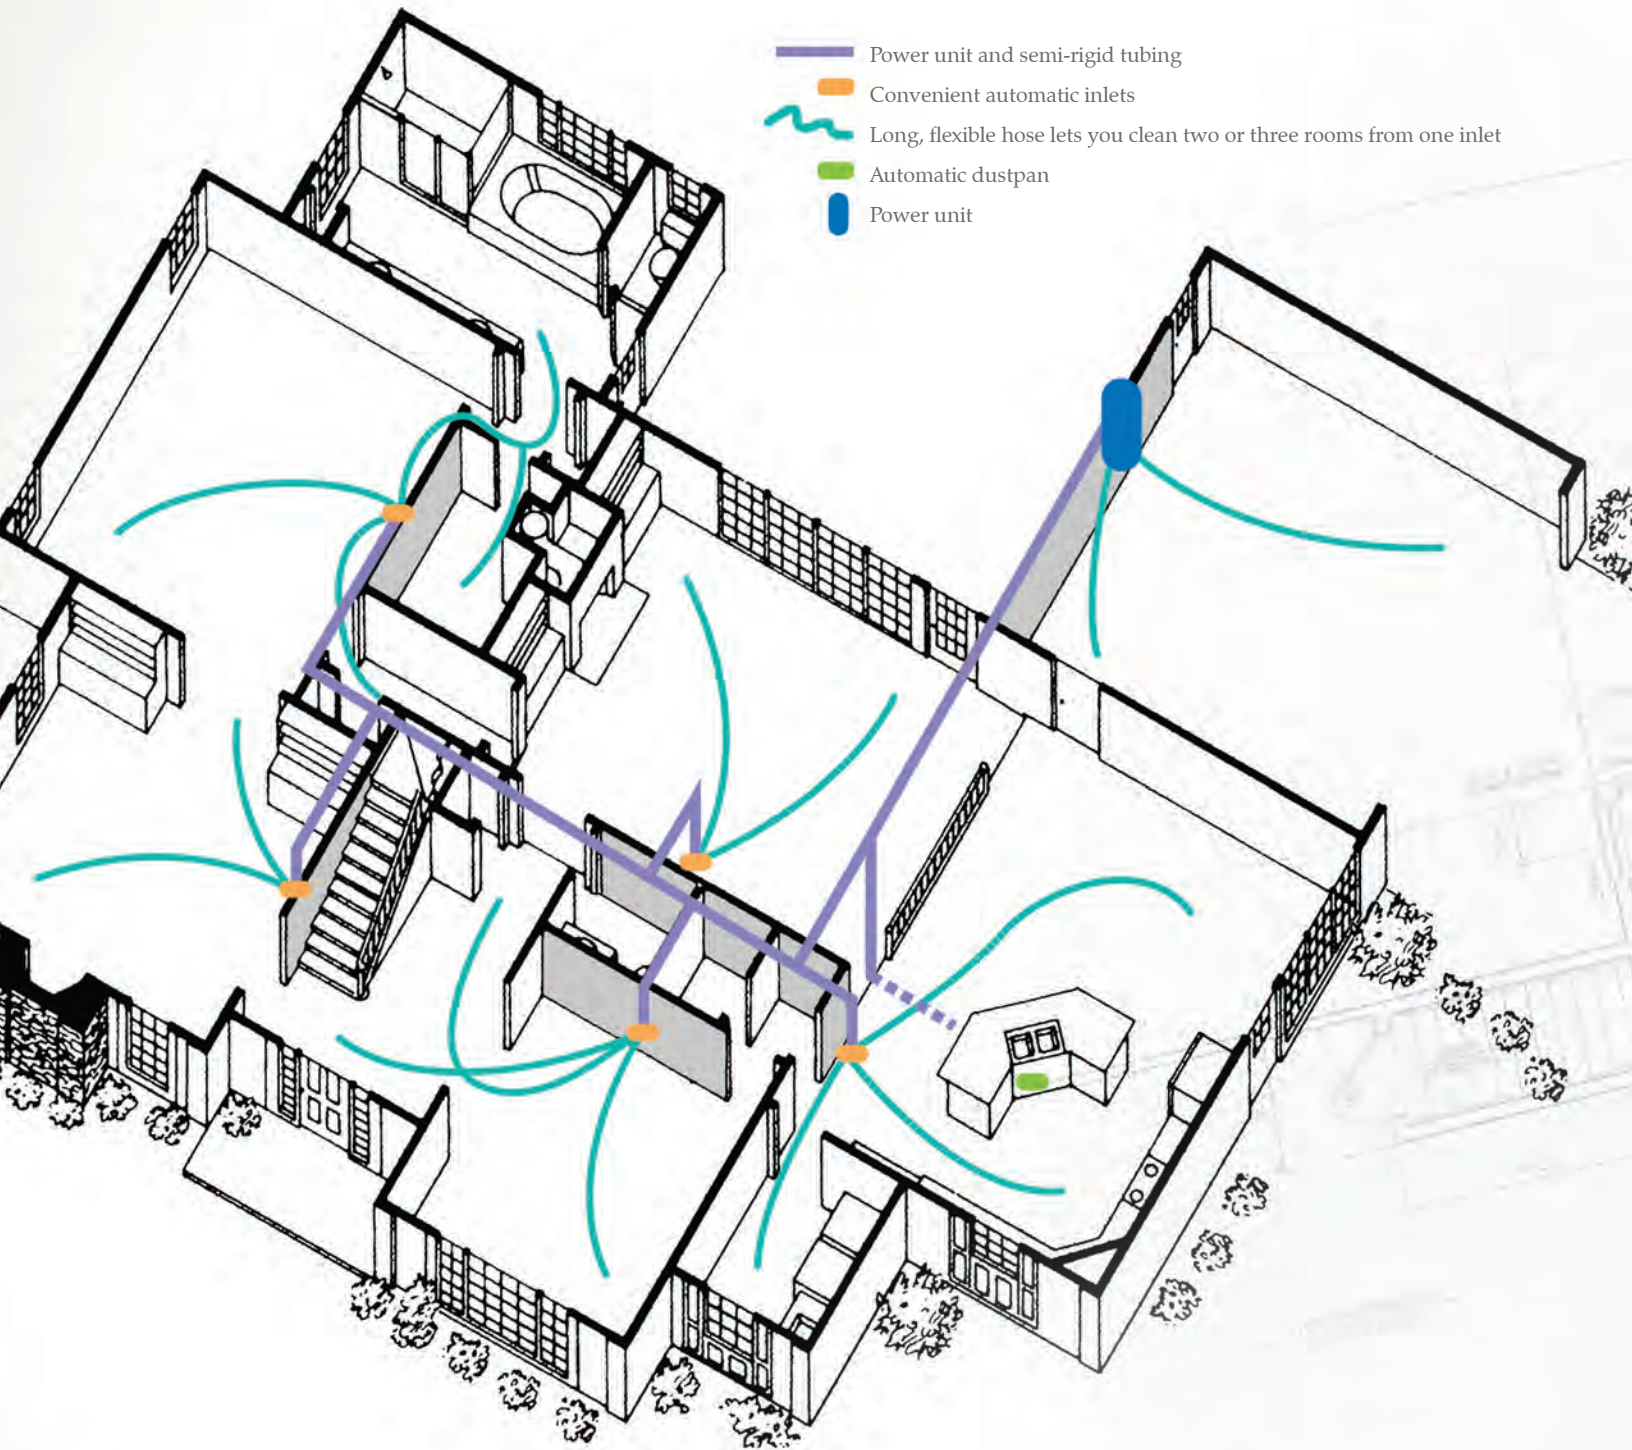 Power unit and semi-rigid tubing
Convenient automatic inlets
Long, flexible hose lets you clean two or three rooms from one inlet
Automatic dustpan
Power unit